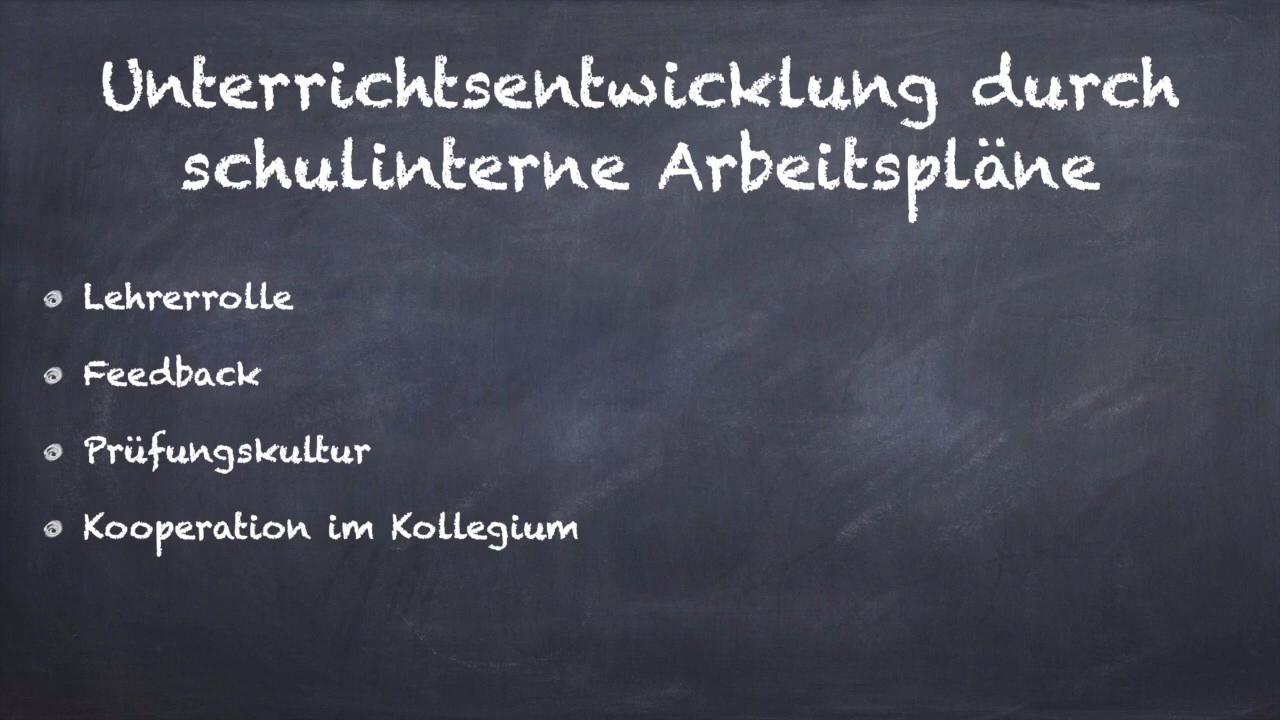 Unterrichtsentwicklung durch
schulinterne Arbeitspläne
Lehrerrolle
Feedback
Prüfungskultur
Kooperation im Kollegium